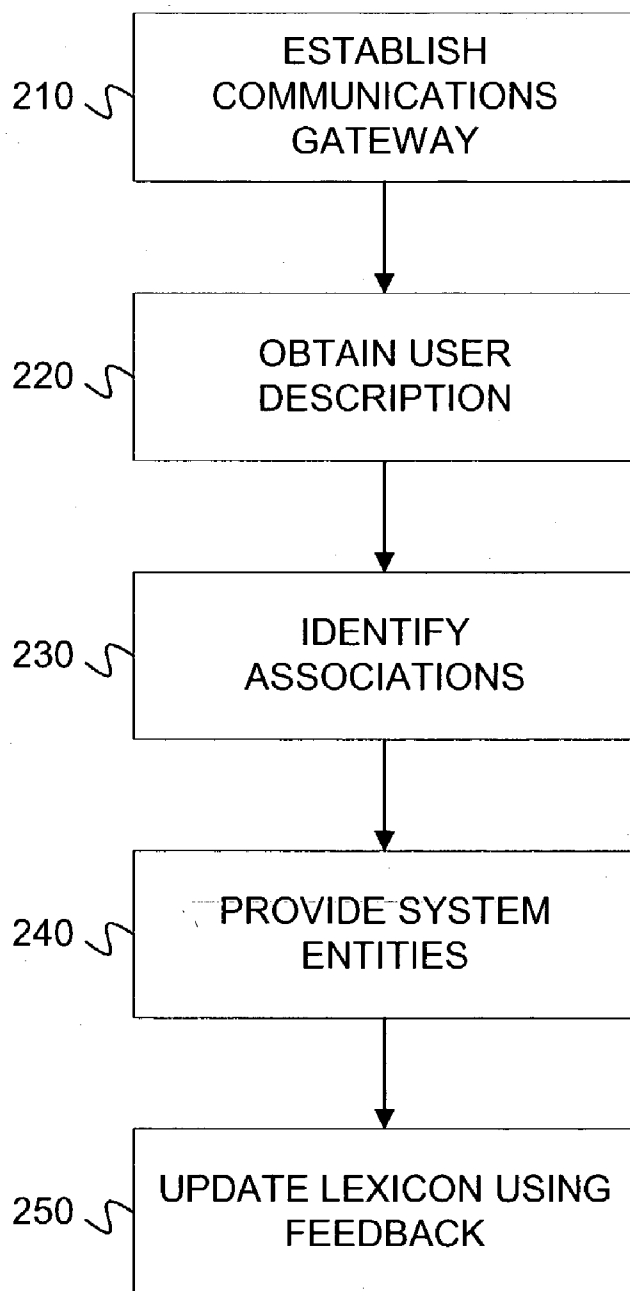 ESTABLISH
COMMUNICATIONS
GATEWAY
210
OBTAIN USER
DESCRIPTION
220
IDENTIFY
ASSOCIATIONS
230
PROVIDE SYSTEM
ENTITIES
240
UPDATE LEXICON USING
FEEDBACK
250